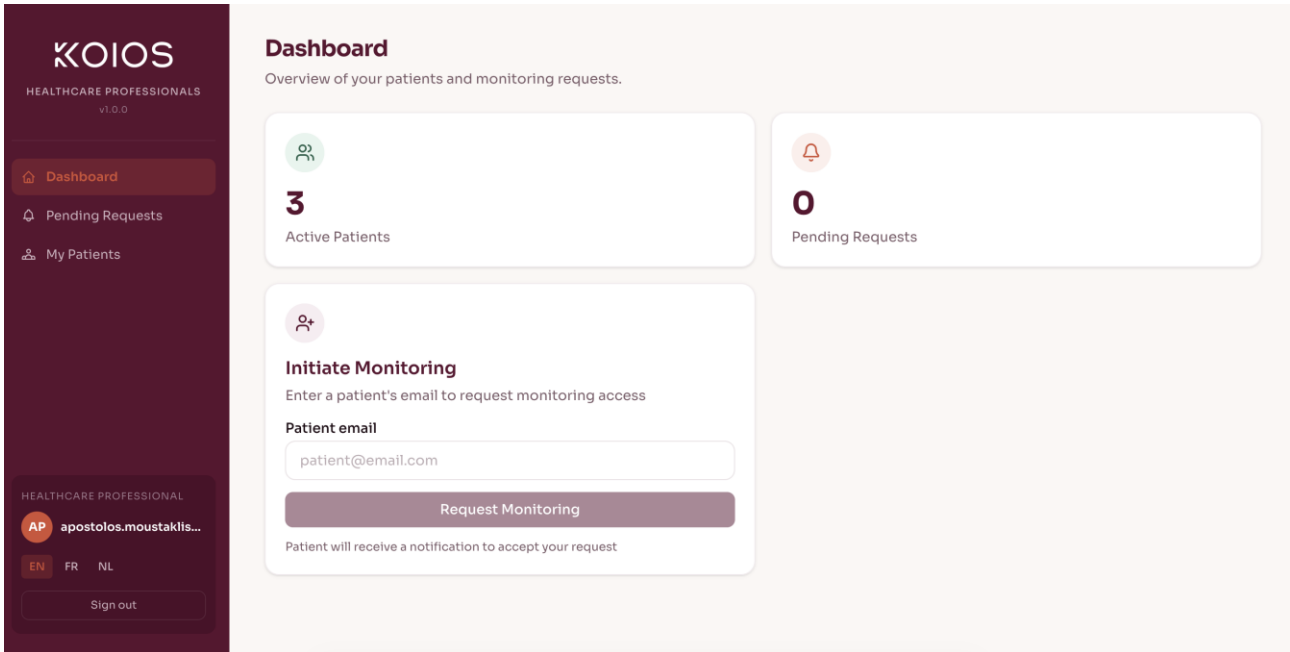 KOIOS
HEALTHCARE PROFESSIONALS
v1.0.0
Dashboard
Pending Requests
My Patients
HEALTHCARE PROFESSIONAL
AP
apostolos.moustaklis...
EN FR NL
Sign out
Dashboard
Overview of your patients and monitoring requests.
3
Active Patients
0
Pending Requests
Initiate Monitoring
Enter a patient's email to request monitoring access
Patient email
patient@email.com
Request Monitoring
Patient will receive a notification to accept your request